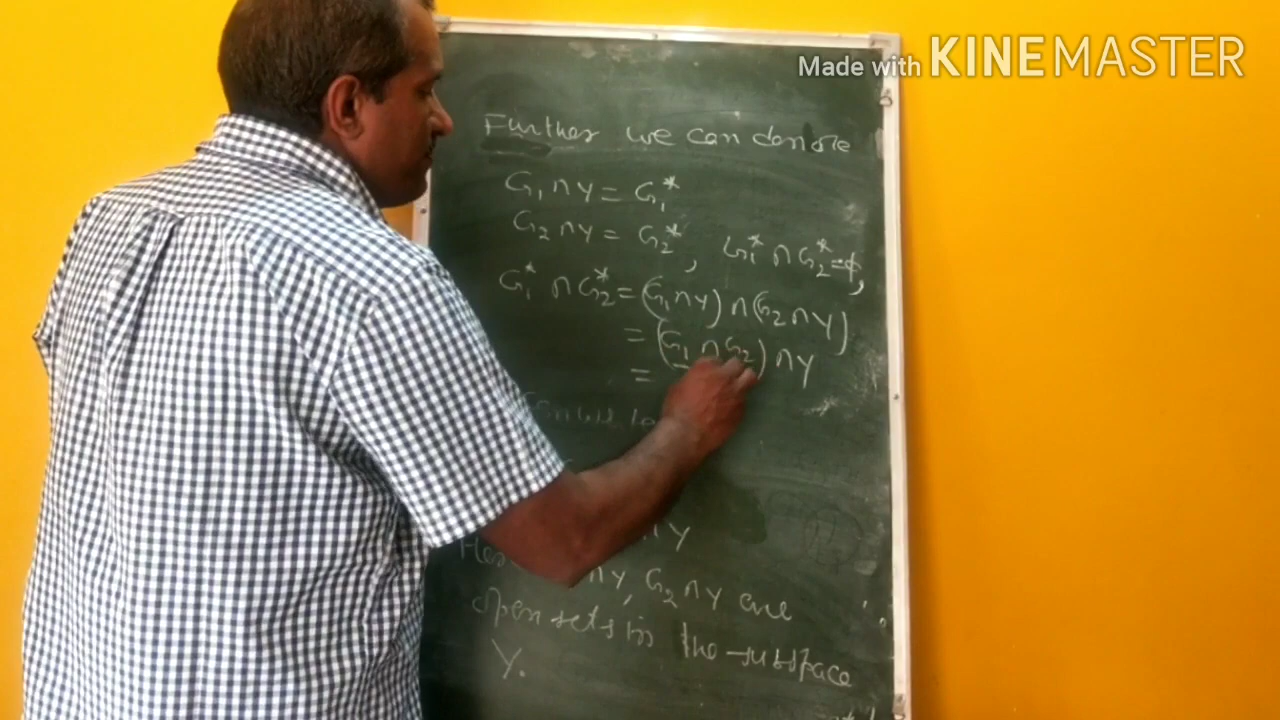 Made with KINEMASTER
Further we can denote
G₁ ∩ Y = G₁*
G₂ ∩ Y = G₂*, G₁* ∩ G₂* = ϕ,
G₁* ∩ G₂* = (G₁ ∩ Y) ∩ (G₂ ∩ Y)
= (G₁ ∩ G₂) ∩ Y
=
∩ Y
∩ Y, G₂ ∩ Y are
open sets in the subspace
Y.